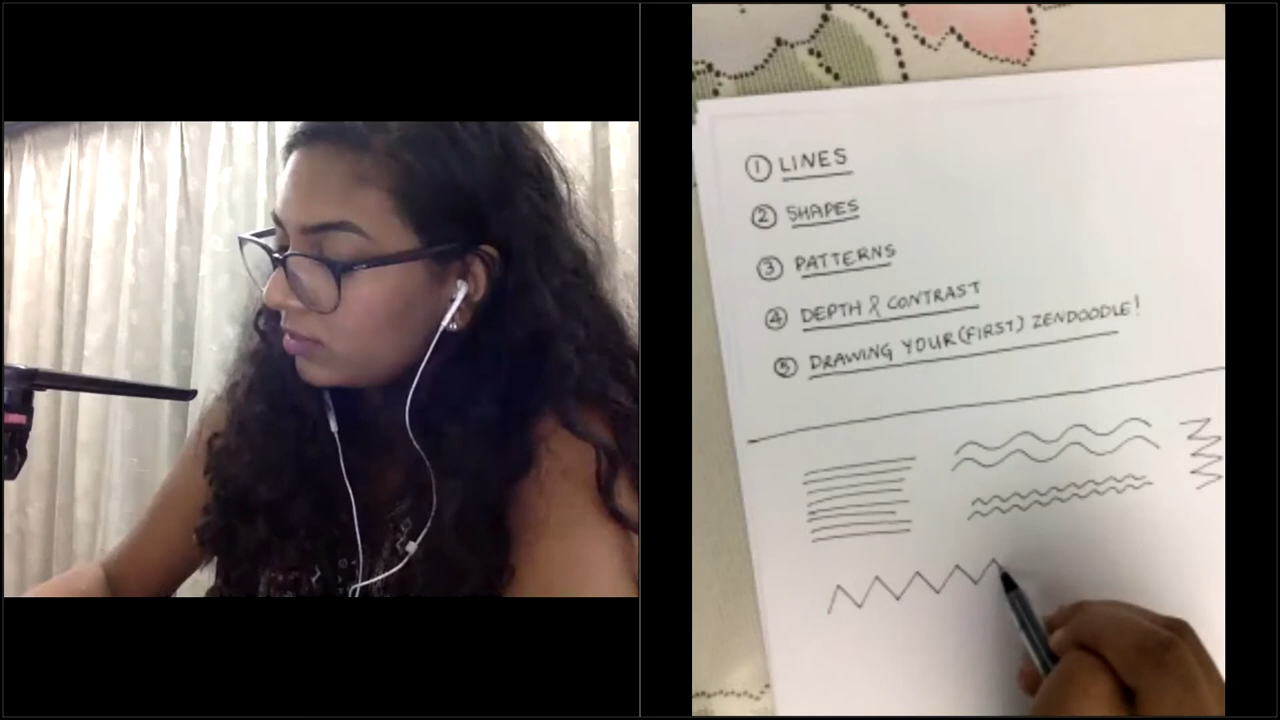 ① LINES
② SHAPES
③ PATTERNS
④ DEPTH & CONTRAST
⑤ DRAWING YOUR (FIRST) ZENDOODLE!